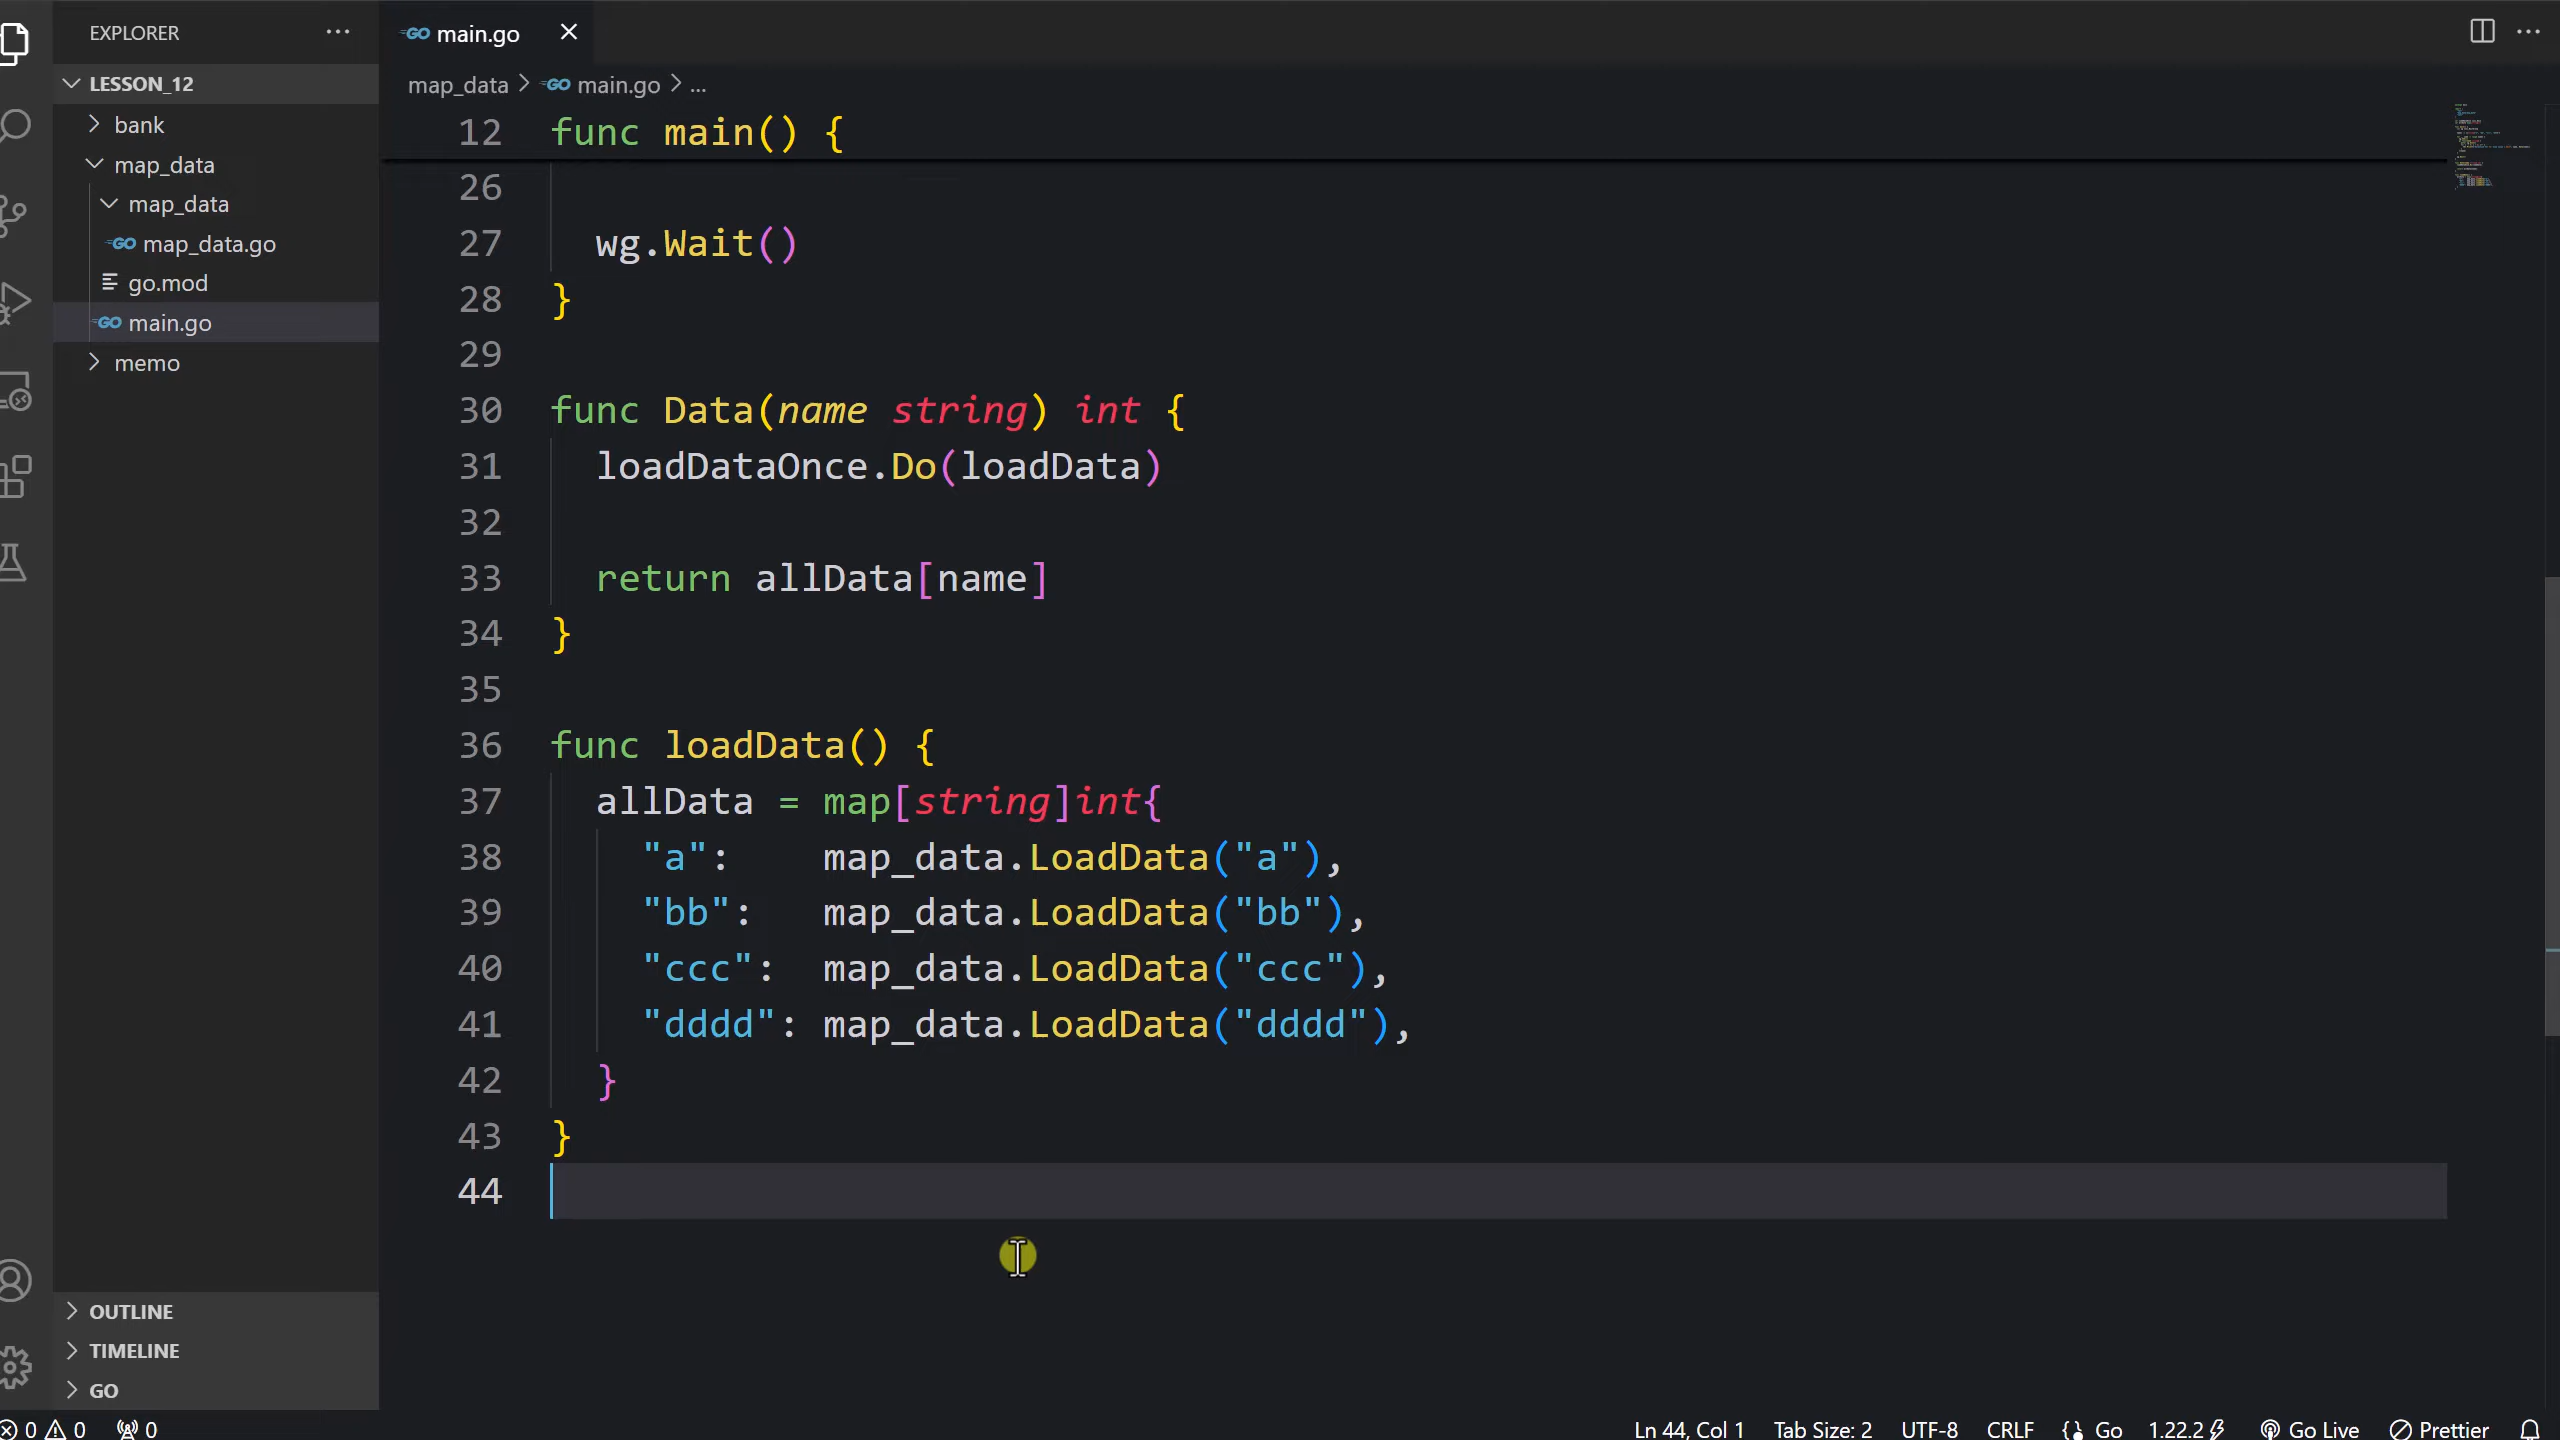 EXPLORER
LESSON_12
bank
map_data
map_data
map_data.go
go.mod
main.go
memo
OUTLINE
TIMELINE
GO
main.go
map_data > main.go > ...
12 func main() {
26
27 wg.Wait()
28 }
29
30 func Data(name string) int {
31 loadDataOnce.Do(loadData)
32
33 return allData[name]
34 }
35
36 func loadData() {
37 allData = map[string]int{
38 "a": map_data.LoadData("a"),
39 "bb": map_data.LoadData("bb"),
40 "ccc": map_data.LoadData("ccc"),
41 "dddd": map_data.LoadData("dddd"),
42 }
43 }
44
0 0 0 Ln 44, Col 1 Tab Size: 2 UTF-8 CRLF Go 1.22.2 Go Live Prettier